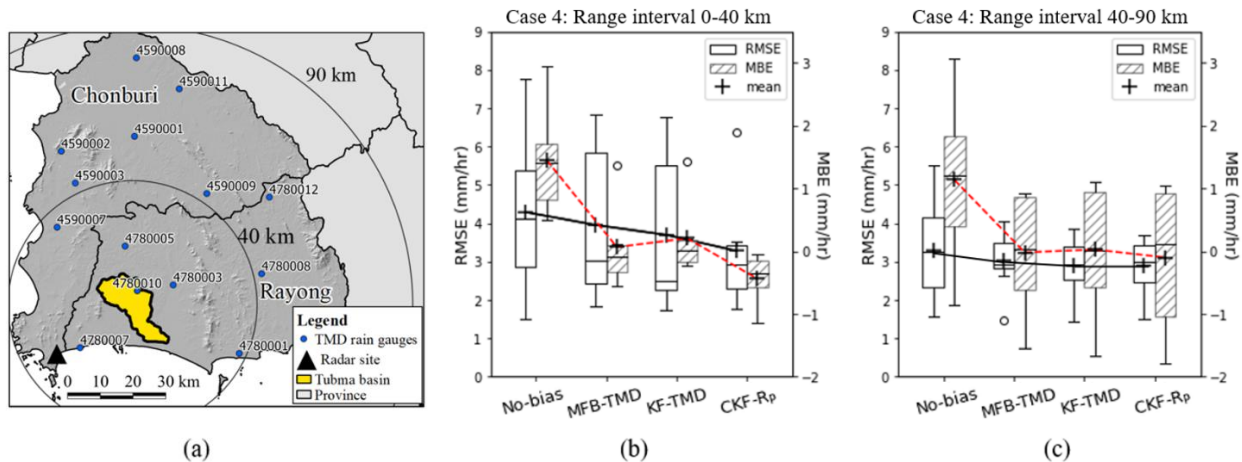 4590008
4590011
90 km
Chonburi
4590001
4590002
4590003
4590009
4780012
4590007
40 km
4780005
4780008
4780010
4780003
Rayong
Legend
TMD rain gauges
Radar site
Tubma basin
Province
4780007
4780001
0 10 20 30 km
(a)
Case 4: Range interval 0-40 km
RMSE (mm/hr)
9
8
7
6
5
4
3
2
1
0
RMSE
MBE
mean
3
2
1
0
−1
−2
MBE (mm/hr)
No-bias
MFB-TMD
KF-TMD
CKF-RP
(b)
Case 4: Range interval 40-90 km
RMSE (mm/hr)
9
8
7
6
5
4
3
2
1
0
RMSE
MBE
mean
3
2
1
0
−1
−2
MBE (mm/hr)
No-bias
MFB-TMD
KF-TMD
CKF-RP
(c)